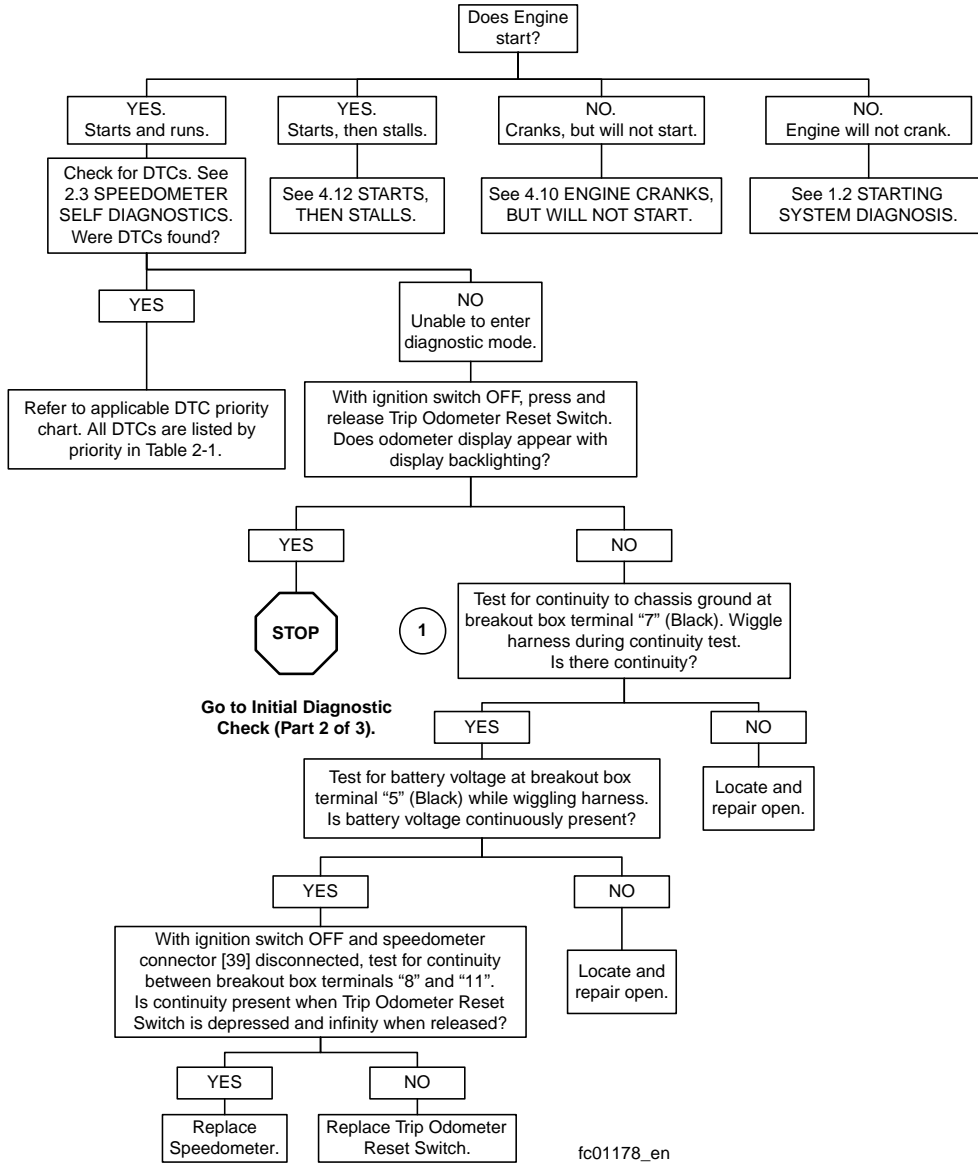 Does Engine
start?
YES.
Starts and runs.
YES.
Starts, then stalls.
NO.
Cranks, but will not start.
NO.
Engine will not crank.
Check for DTCs. See
2.3 SPEEDOMETER
SELF DIAGNOSTICS.
Were DTCs found?
See 4.12 STARTS,
THEN STALLS.
See 4.10 ENGINE CRANKS,
BUT WILL NOT START.
See 1.2 STARTING
SYSTEM DIAGNOSIS.
YES
NO
Unable to enter
diagnostic mode.
Refer to applicable DTC priority
chart. All DTCs are listed by
priority in Table 2-1.
With ignition switch OFF, press and
release Trip Odometer Reset Switch.
Does odometer display appear with
display backlighting?
YES
NO
STOP
Go to Initial Diagnostic
Check (Part 2 of 3).
1
Test for continuity to chassis ground at
breakout box terminal “7” (Black). Wiggle
harness during continuity test.
Is there continuity?
YES
NO
Test for battery voltage at breakout box
terminal “5” (Black) while wiggling harness.
Is battery voltage continuously present?
Locate and
repair open.
YES
NO
With ignition switch OFF and speedometer
connector [39] disconnected, test for continuity
between breakout box terminals “8” and “11”.
Is continuity present when Trip Odometer Reset
Switch is depressed and infinity when released?
Locate and
repair open.
YES
NO
Replace
Speedometer.
Replace Trip Odometer
Reset Switch.
fc01178_en